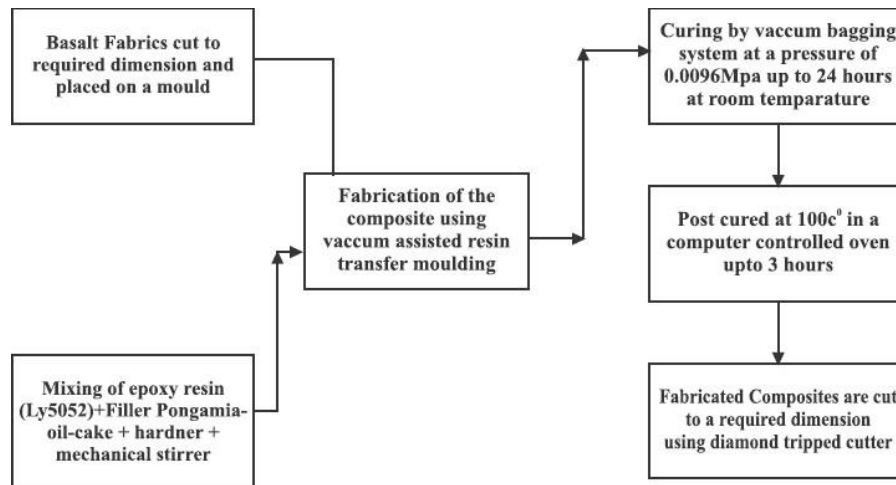 Basalt Fabrics cut to
required dimension and
placed on a mould
Mixing of epoxy resin
(Ly5052)+Filler Pongamia-
oil-cake + hardner +
mechanical stirrer
Fabrication of the
composite using
vaccum assisted resin
transfer moulding
Curing by vaccum bagging
system at a pressure of
0.0096Mpa up to 24 hours
at room temparature
Post cured at 100c⁰ in a
computer controlled oven
upto 3 hours
Fabricated Composites are cut
to a required dimension
using diamond tripped cutter